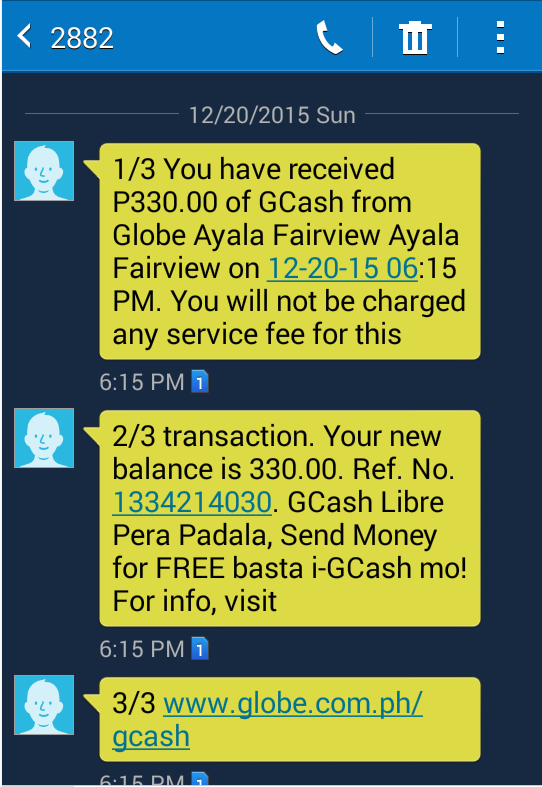 2882
12/20/2015 Sun
1/3 You have received
P330.00 of GCash from
Globe Ayala Fairview Ayala
Fairview on 12-20-15 06:15
PM. You will not be charged
any service fee for this
6:15 PM 1
2/3 transaction. Your new
balance is 330.00. Ref. No.
1334214030. GCash Libre
Pera Padala, Send Money
for FREE basta i-GCash mo!
For info, visit
6:15 PM 1
3/3 www.globe.com.ph/
gcash
6:15 PM 1